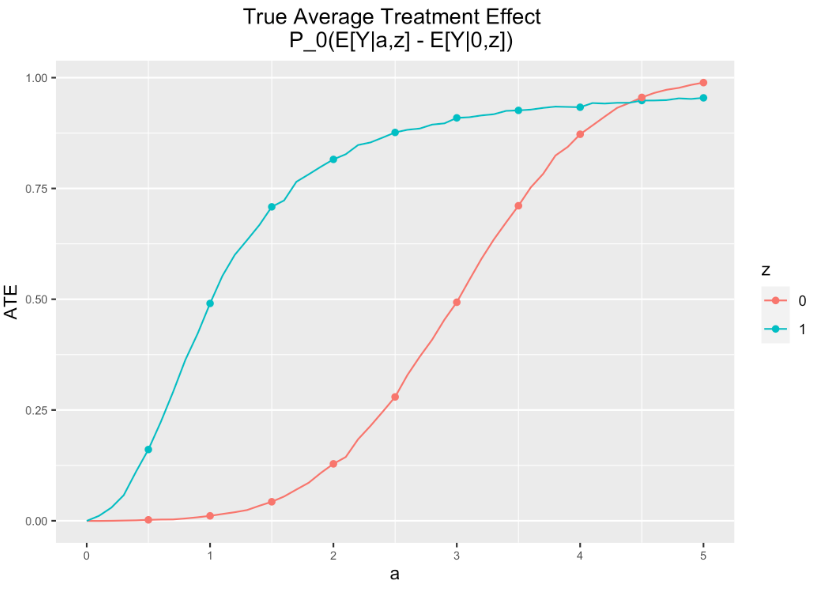 True Average Treatment Effect
P_0(E[Y|a,z] - E[Y|0,z])
1.00
0.75
0.50
0.25
0.00
ATE
0 1 2 3 4 5
a
z
0
1